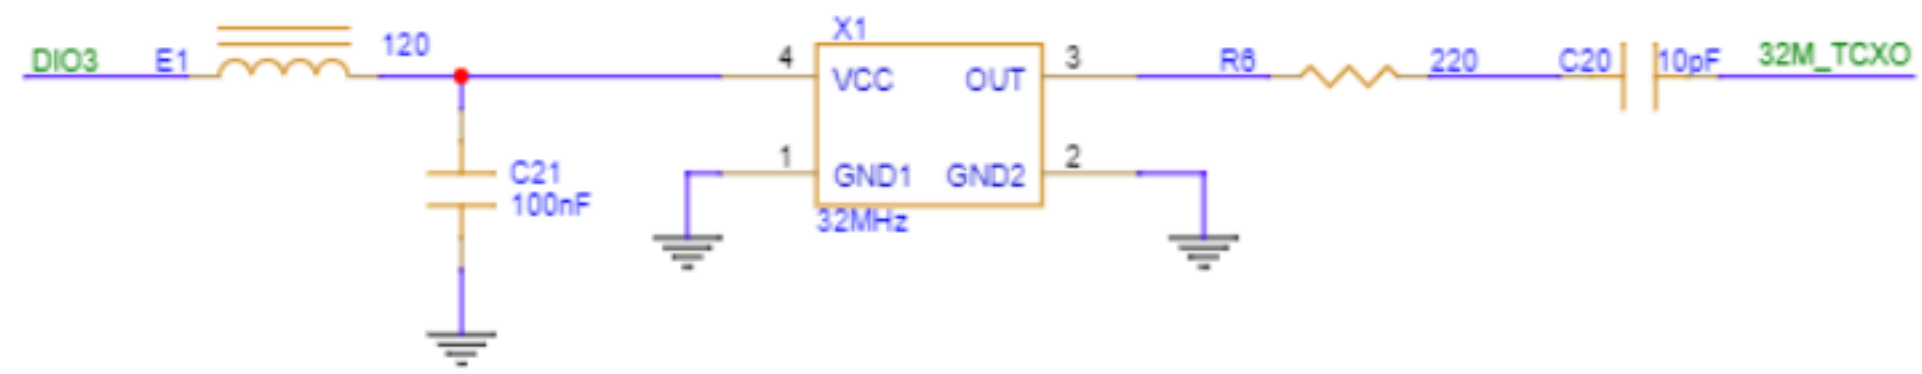 DIO3
E1
120
C21
100nF
X1
4
VCC
OUT
3
1
GND1
GND2
2
32MHz
R6
220
C20
10pF
32M_TCXO